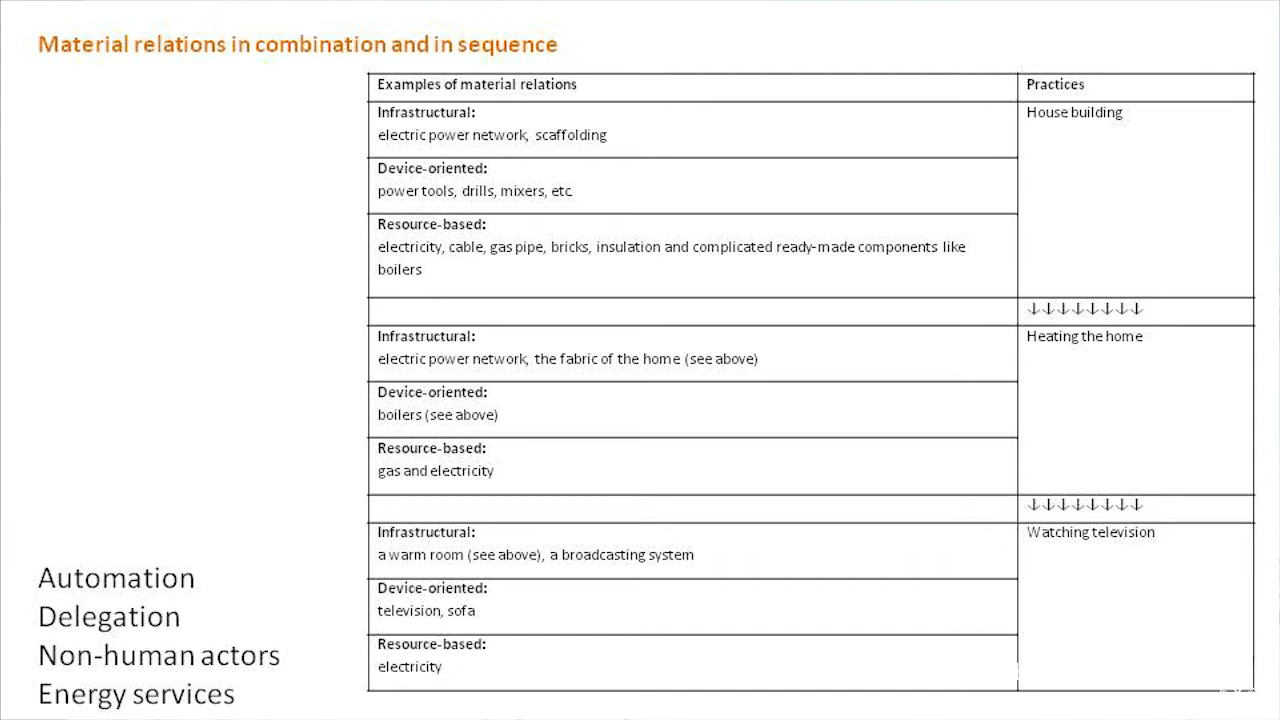 Material relations in combination and in sequence
Examples of material relations
Practices
Infrastructural:
electric power network, scaffolding
House building
Device-oriented:
power tools, drills, mixers, etc
Resource-based:
electricity, cable, gas pipe, bricks, insulation and complicated ready-made components like
boilers
↓↓↓↓↓↓↓↓
Infrastructural:
electric power network, the fabric of the home (see above)
Heating the home
Device-oriented:
boilers (see above)
Resource-based:
gas and electricity
↓↓↓↓↓↓↓↓
Infrastructural:
a warm room (see above), a broadcasting system
Watching television
Device-oriented:
television, sofa
Resource-based:
electricity
Automation
Delegation
Non-human actors
Energy services